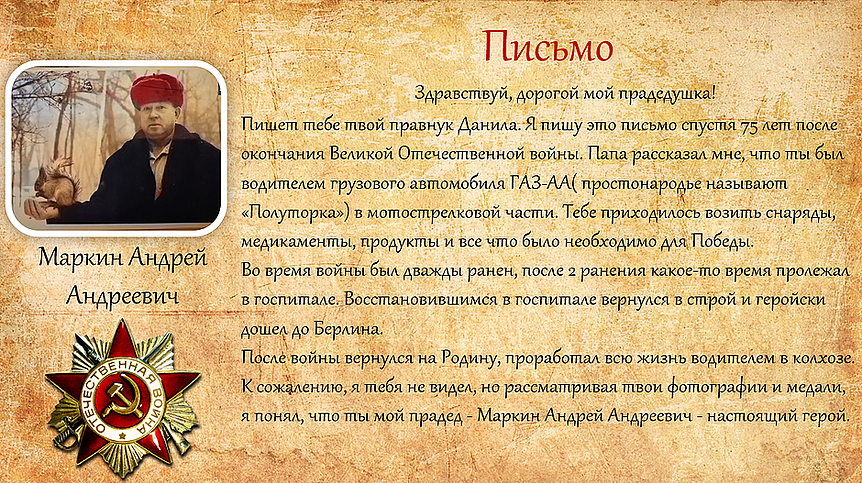 Письмо
Здравствуй, дорогой мой прадедушка!
Пишет тебе твой правнук Данила. Я пишу это письмо спустя 75 лет после
окончания Великой Отечественной войны. Папа рассказал мне, что ты был
водителем грузового автомобиля ГАЗ-АА( простонародье называют
«Полуторка») в мотострелковой части. Тебе приходилось возить снаряды,
медикаменты, продукты и все что было необходимо для Победы.
Во время войны был дважды ранен, после 2 ранения какое-то время пролежал
в госпитале. Восстановившимся в госпитале вернулся в строй и геройски
дошел до Берлина.
После войны вернулся на Родину, проработал всю жизнь водителем в колхозе.
К сожалению, я тебя не видел, но рассматривая твои фотографии и медали,
я понял, что ты мой прадед - Маркин Андрей Андреевич - настоящий герой.
Маркин Андрей
Андреевич
ОТЕЧЕСТВЕННАЯ ВОЙНА